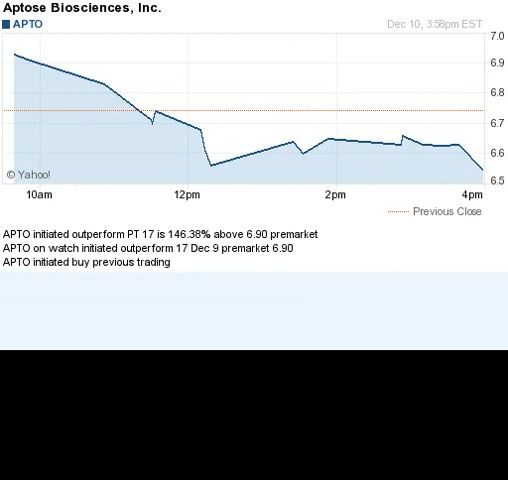 Aptose Biosciences, Inc.
APTO Dec 10, 3:58pm EST
7.0
6.9
6.8
6.7
6.6
6.5
© Yahoo!
10am 12pm 2pm 4pm
Previous Close
APTO initiated outperform PT 17 is 146.38% above 6.90 premarket
APTO on watch initiated outperform 17 Dec 9 premarket 6.90
APTO initiated buy previous trading